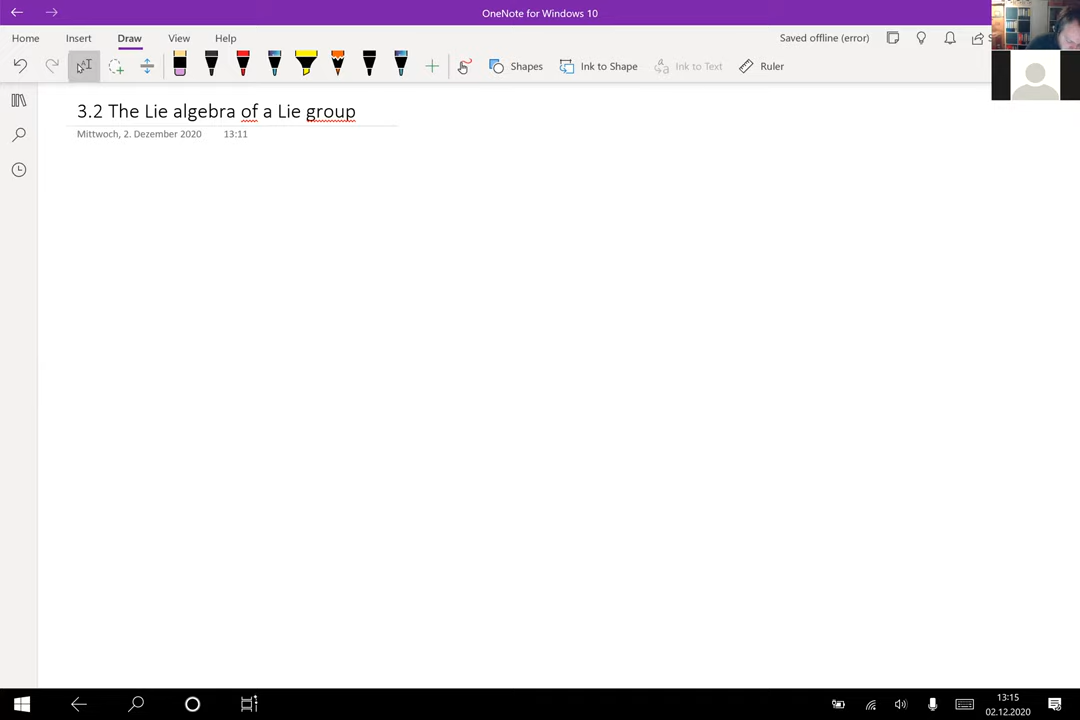 OneNote for Windows 10
Home Insert Draw View Help
Saved offline (error)
Shapes Ink to Shape Ink to Text Ruler
3.2 The Lie algebra of a Lie group
Mittwoch, 2. Dezember 2020 13:11
13:15
02.12.2020